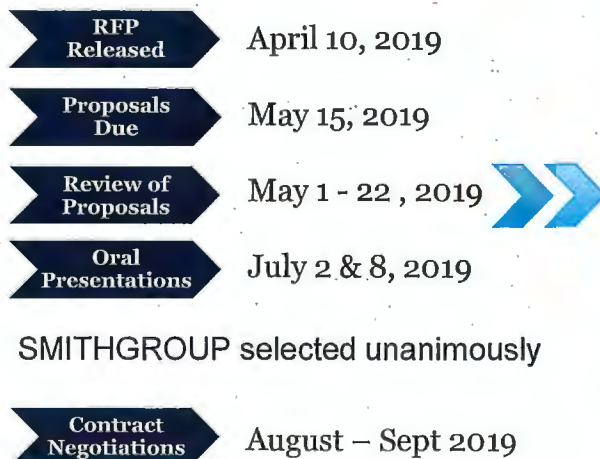 RFP
Released
April 10, 2019
Proposals
Due
May 15, 2019
Review of
Proposals
May 1 - 22 , 2019
Oral
Presentations
July 2 & 8, 2019
SMITHGROUP selected unanimously
Contract
Negotiations
August – Sept 2019